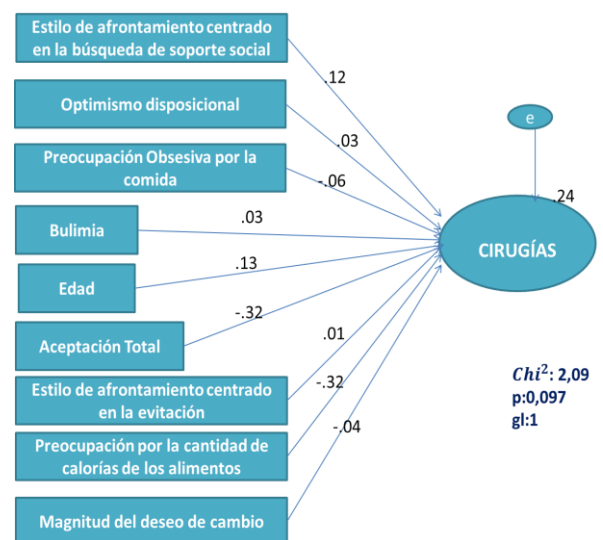 Estilo de afrontamiento centrado
en la búsqueda de soporte social
.12
Optimismo disposicional
e
.03
Preocupación Obsesiva por la
comida
-.06
.24
Bulimia
.03
CIRUGÍAS
.13
Edad
-.32
Aceptación Total
.01
Estilo de afrontamiento centrado
en la evitación
-.32
Chi²: 2,09
p:0,097
gl:1
Preocupación por la cantidad de
calorías de los alimentos
-.04
Magnitud del deseo de cambio